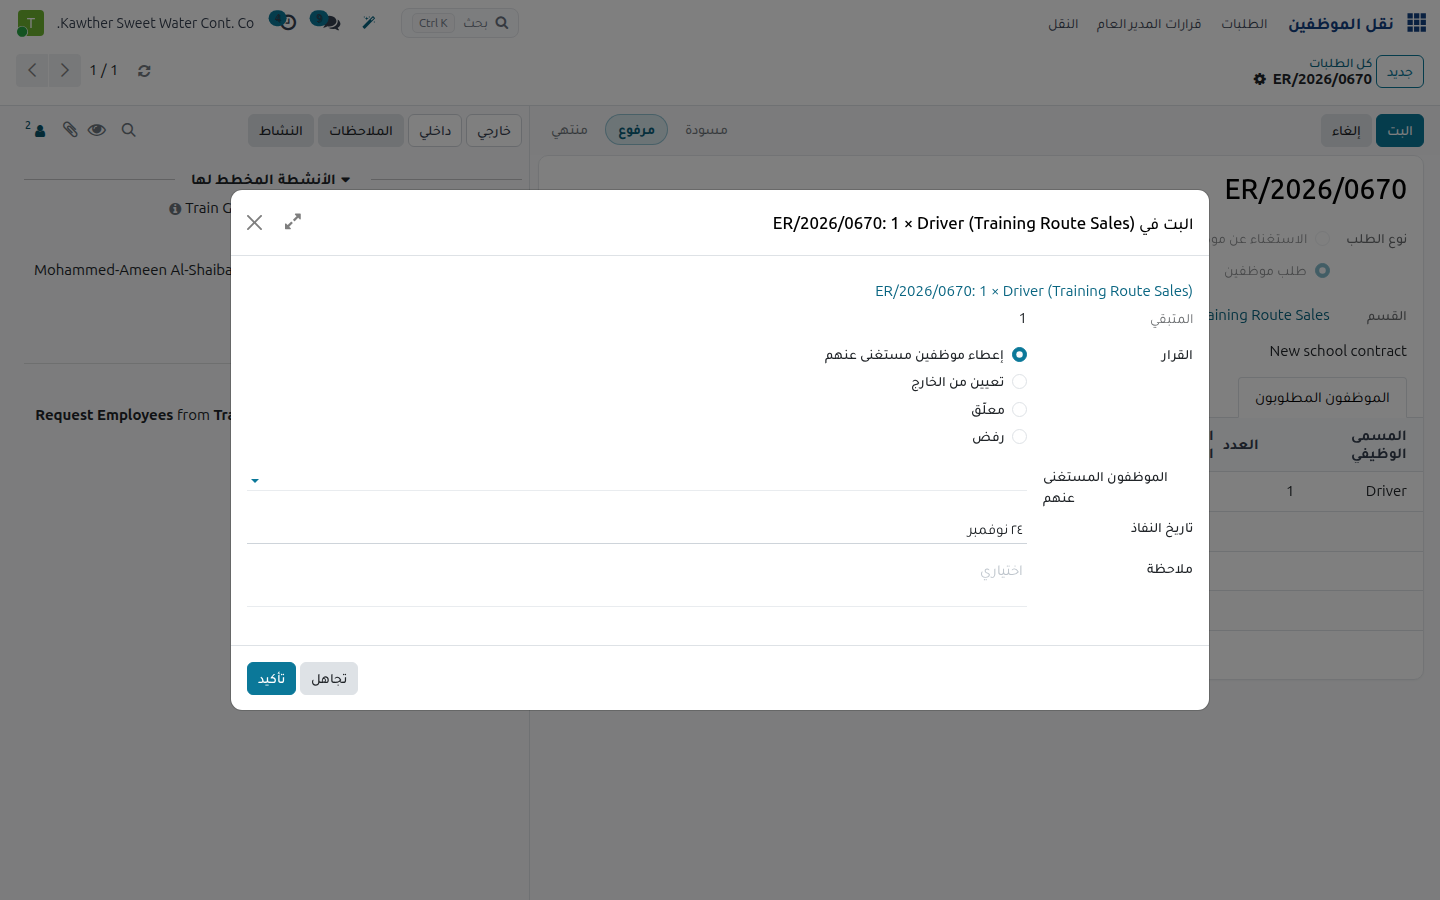 نقل الموظفين
الطلبات
قرارات المدير العام
النقل
بحث
Ctrl K
Kawther Sweet Water Cont. Co.
T
جديد
كل الطلبات
ER/2026/0670
1 / 1
البت
إلغاء
مسودة
مرفوع
منتهي
خارجي
داخلي
الملاحظات
النشاط
2
ER/2026/0670
نوع الطلب
الاستغناء عن
طلب موظفين
القسم
Route Sales
New school contract
الموظفون المطلوبون
المسمى الوظيفي
العدد
Driver
1
الأنشطة المخطط لها
Train
Mohammed-Ameen
Request Employees from
البت في ER/2026/0670: 1 × Driver (Training Route Sales)
ER/2026/0670: 1 × Driver (Training Route Sales)
المتبقي
1
القرار
إعطاء موظفين مستغنى عنهم
تعيين من الخارج
معلّق
رفض
الموظفون المستغنى
عنهم
تاريخ النفاذ
٢٤ نوفمبر
ملاحظة
اختياري
تجاهل
تأكيد